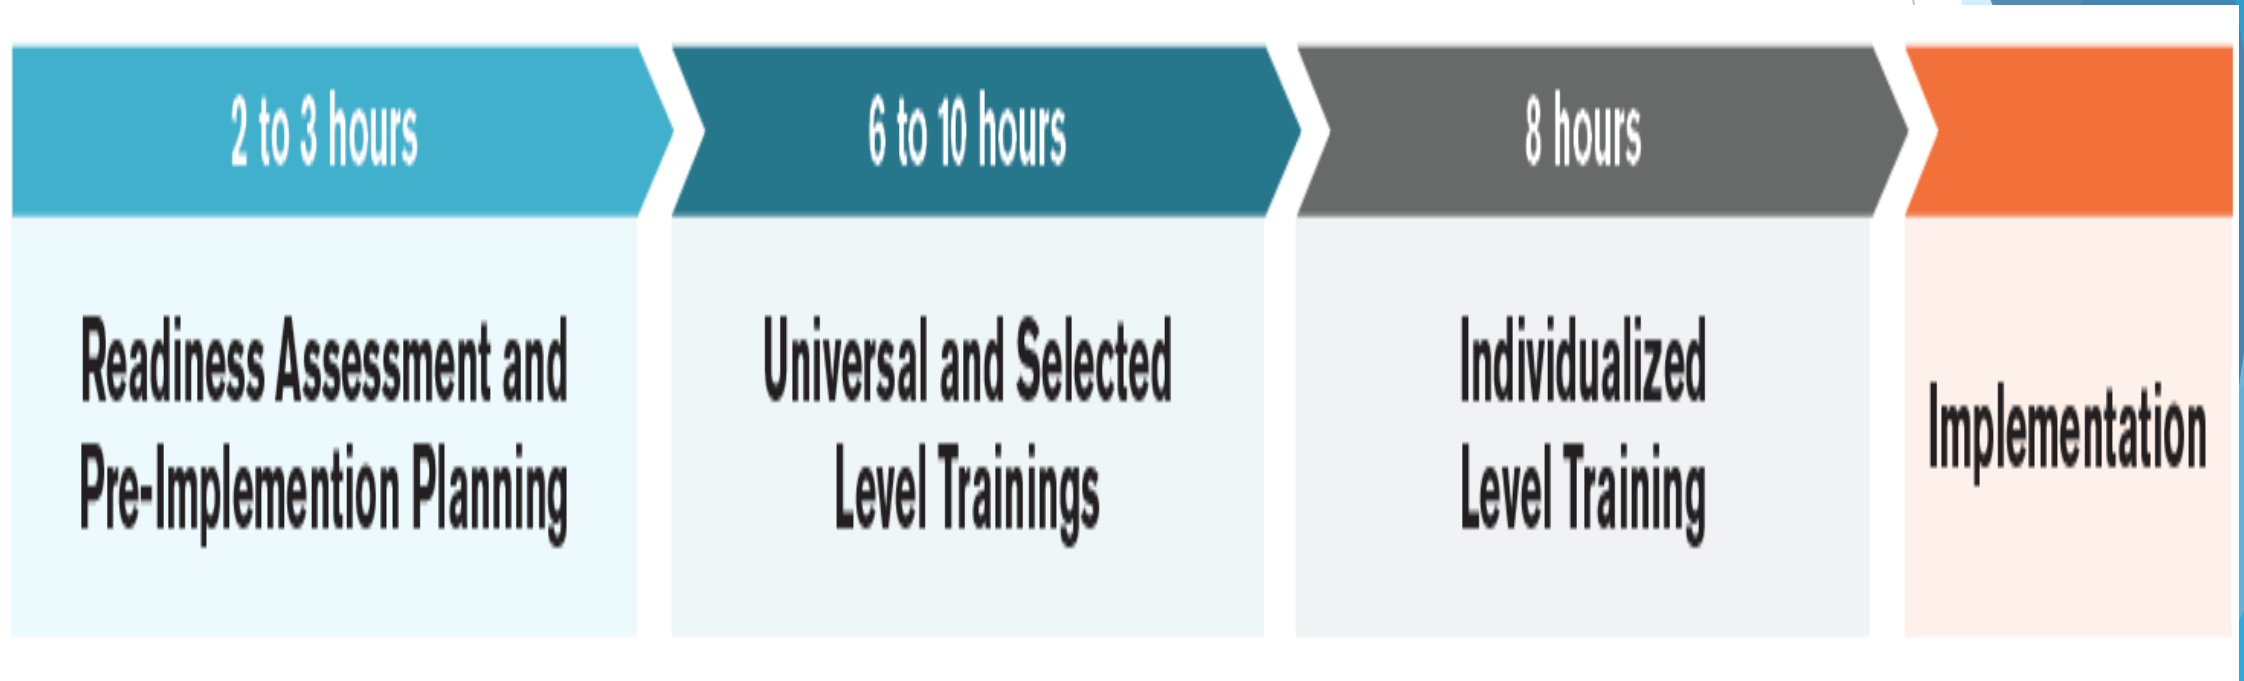 2 to 3 hours
Readiness Assessment and
Pre-Implemention Planning
6 to 10 hours
Universal and Selected
Level Trainings
8 hours
Individualized
Level Training
Implementation